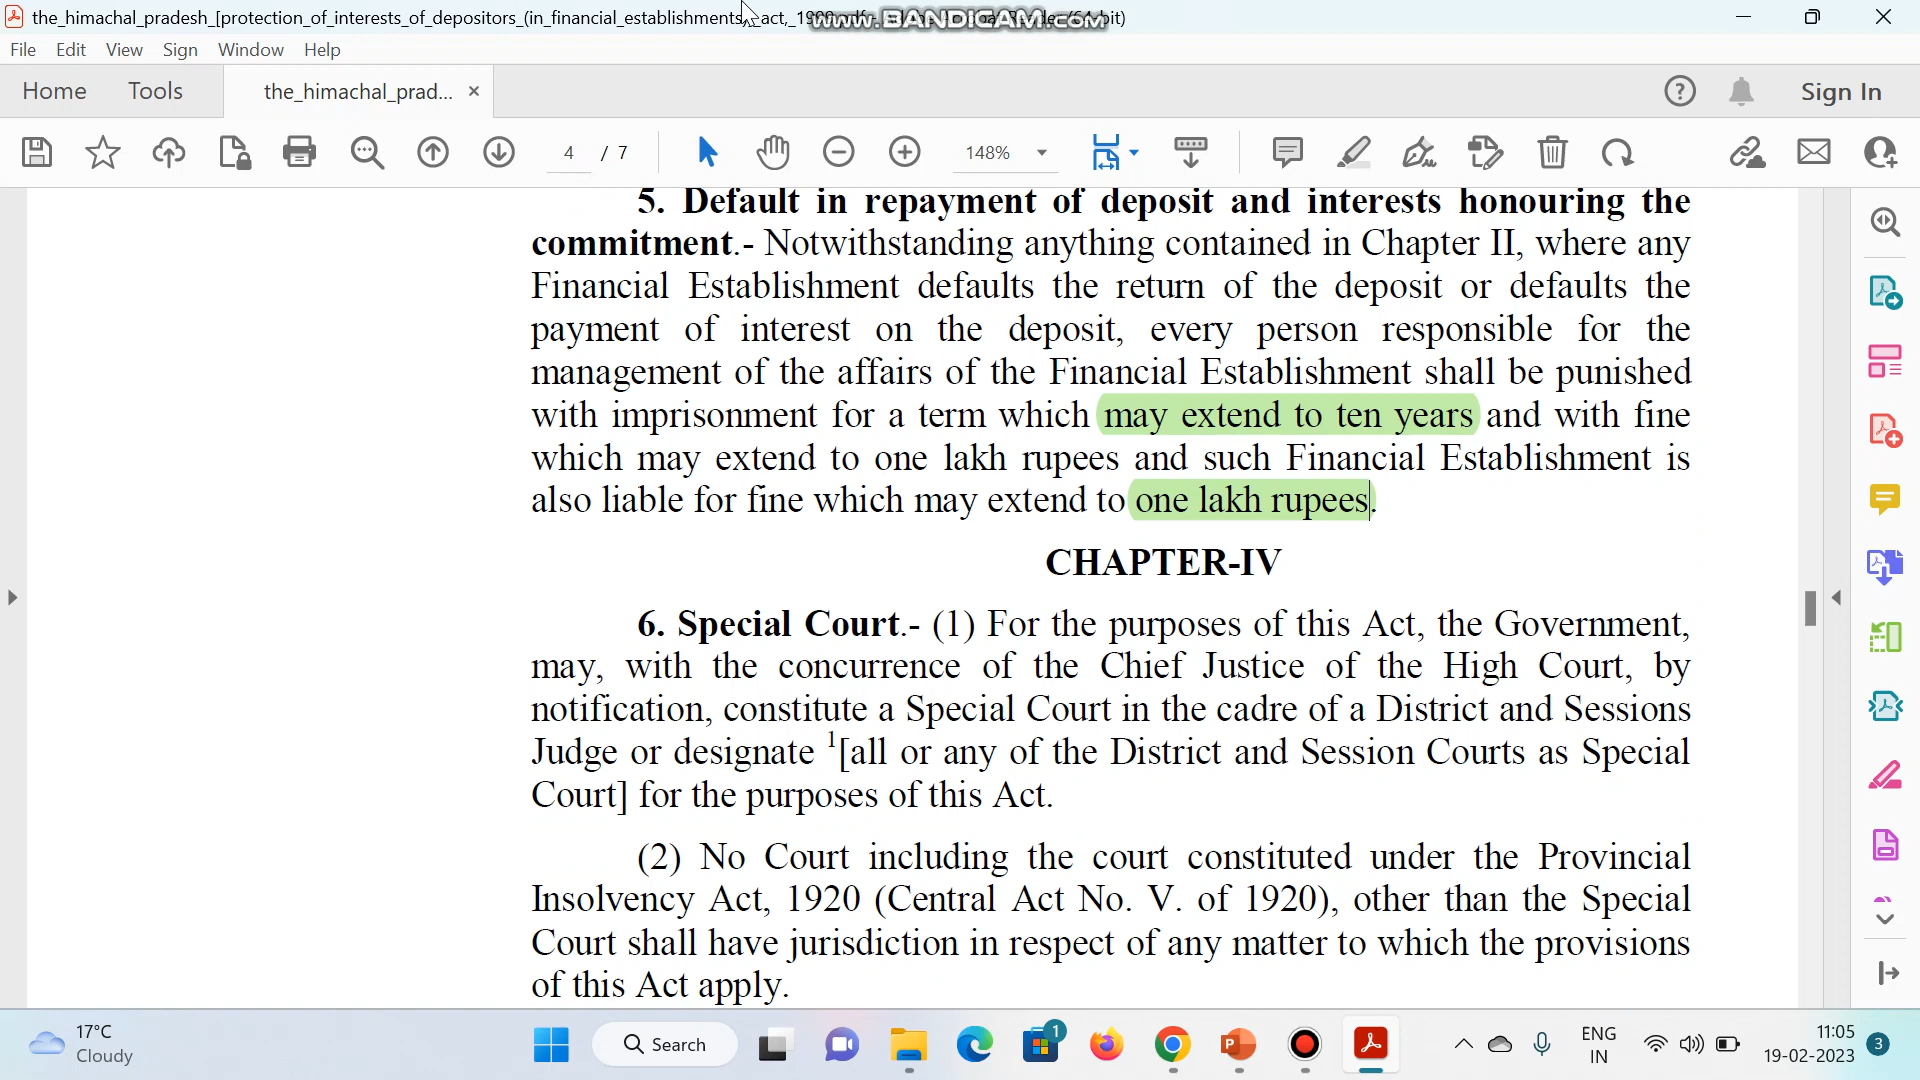 the_himachal_pradesh_[protection_of_interests_of_depositors_(in_financial_establishments)_act,_1999.pdf - Adobe Acrobat Reader (64-bit)
www.BANDICAM.com
File Edit View Sign Window Help
Home Tools the_himachal_prad... × Sign In
4 / 7 148%
5. Default in repayment of deposit and interests honouring the
commitment.- Notwithstanding anything contained in Chapter II, where any
Financial Establishment defaults the return of the deposit or defaults the
payment of interest on the deposit, every person responsible for the
management of the affairs of the Financial Establishment shall be punished
with imprisonment for a term which may extend to ten years and with fine
which may extend to one lakh rupees and such Financial Establishment is
also liable for fine which may extend to one lakh rupees.
CHAPTER-IV
6. Special Court.- (1) For the purposes of this Act, the Government,
may, with the concurrence of the Chief Justice of the High Court, by
notification, constitute a Special Court in the cadre of a District and Sessions
Judge or designate 1[all or any of the District and Session Courts as Special
Court] for the purposes of this Act.
(2) No Court including the court constituted under the Provincial
Insolvency Act, 1920 (Central Act No. V. of 1920), other than the Special
Court shall have jurisdiction in respect of any matter to which the provisions
of this Act apply.
17°C
Cloudy
Search
1
ENG
IN
11:05
19-02-2023
3